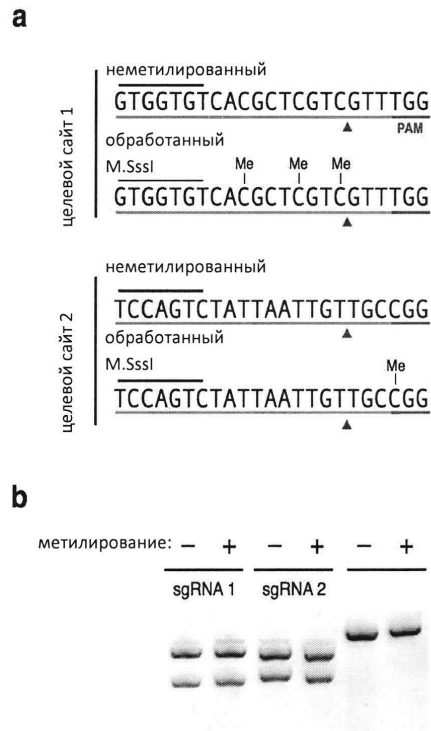 a
целевой сайт 1
неметилированный
GTGGTGTCACGCTCGTCGTTTGG
PAM
обработанный
M.SssI
Me Me Me
GTGGTGTCACGCTCGTCGTTTGG
целевой сайт 2
неметилированный
TCCAGTCTATTAATTGTTGCCGG
обработанный
M.SssI
Me
TCCAGTCTATTAATTGTTGCCGG
b
метилирование: – + – + – +
sgRNA 1 sgRNA 2